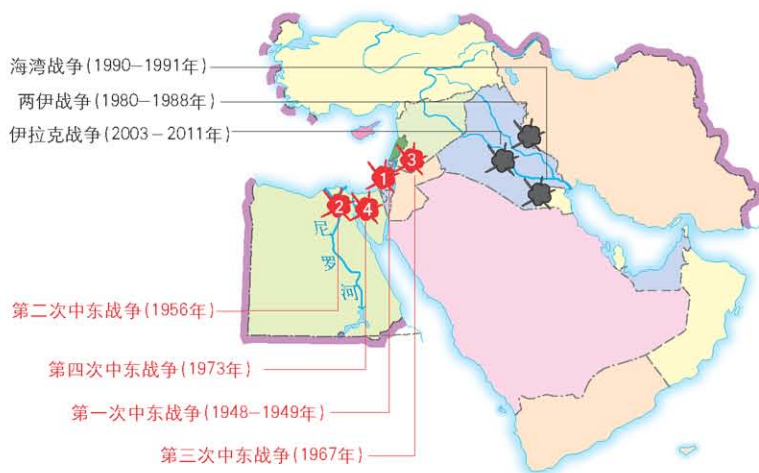 海湾战争(1990-1991年)
两伊战争(1980-1988年)
伊拉克战争(2003-2011年)
3
1
2
4
尼
罗
河
第二次中东战争(1956年)
第四次中东战争(1973年)
第一次中东战争(1948-1949年)
第三次中东战争(1967年)